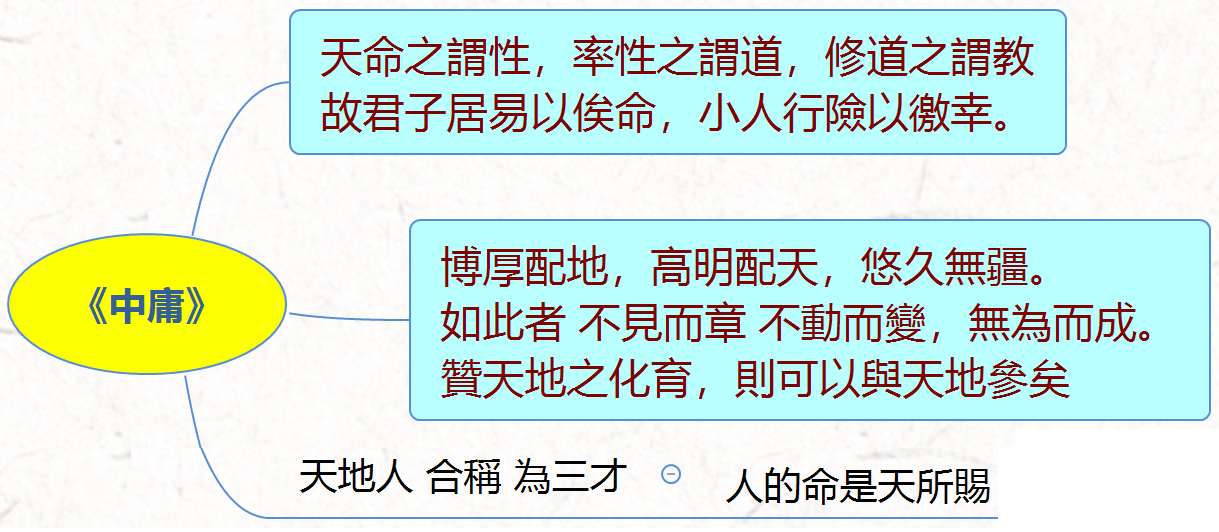 天命之謂性，率性之謂道，修道之謂教
故君子居易以俟命，小人行險以徼幸。
《中庸》
博厚配地，高明配天，悠久無疆。
如此者 不見而章 不動而變，無為而成。
贊天地之化育，則可以與天地參矣
天地人 合稱 為三才
人的命是天所賜